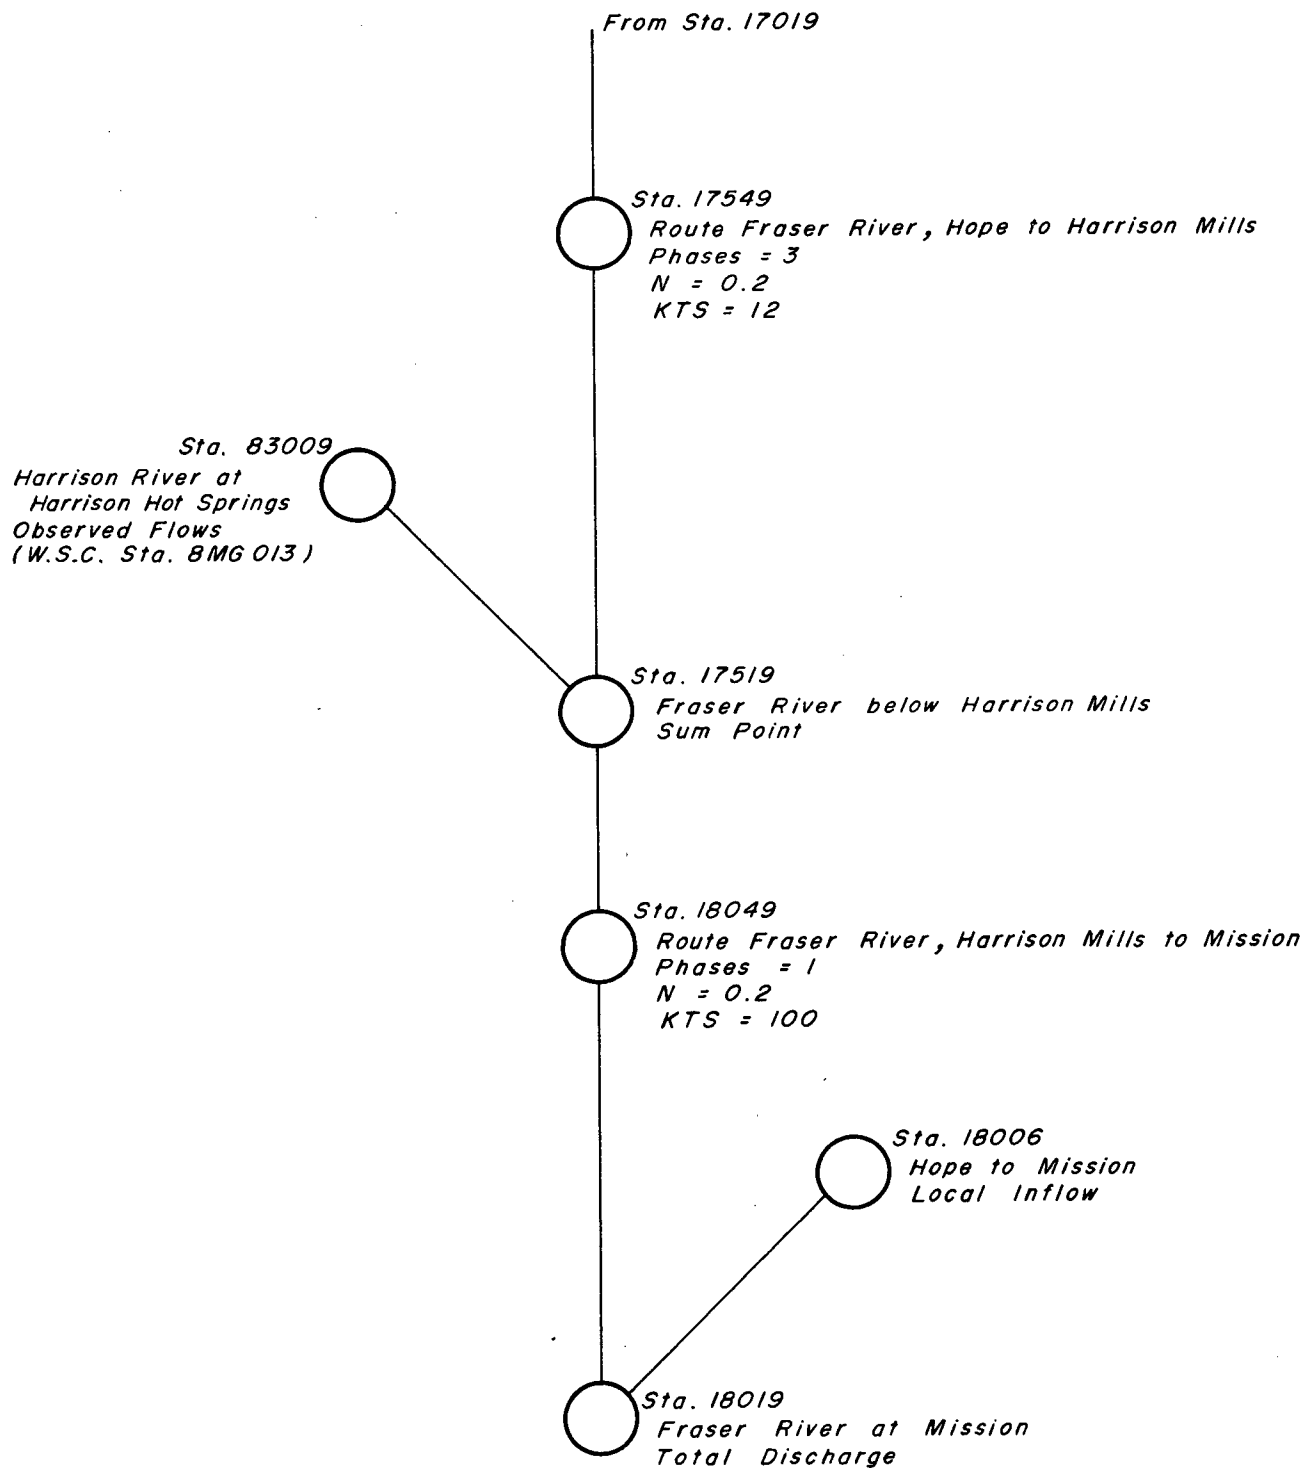 From Sta. 17019
Sta. 17549
Route Fraser River, Hope to Harrison Mills
Phases = 3
N = 0.2
KTS = 12
Sta. 83009
Harrison River at
Harrison Hot Springs
Observed Flows
(W.S.C. Sta. 8MG 013)
Sta. 17519
Fraser River below Harrison Mills
Sum Point
Sta. 18049
Route Fraser River, Harrison Mills to Mission
Phases = 1
N = 0.2
KTS = 100
Sta. 18006
Hope to Mission
Local Inflow
Sta. 18019
Fraser River at Mission
Total Discharge